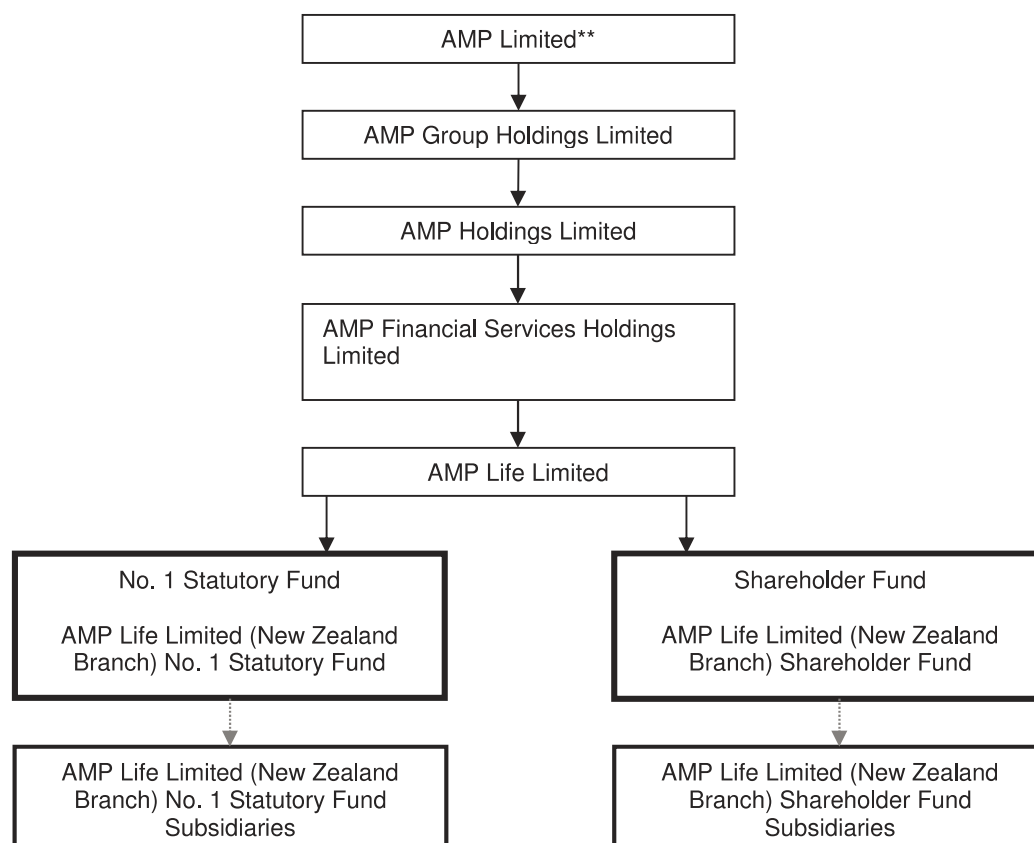 AMP Limited**
AMP Group Holdings Limited
AMP Holdings Limited
AMP Financial Services Holdings
Limited
AMP Life Limited
No. 1 Statutory Fund
AMP Life Limited (New Zealand
Branch) No. 1 Statutory Fund
Shareholder Fund
AMP Life Limited (New Zealand
Branch) Shareholder Fund
AMP Life Limited (New Zealand
Branch) No. 1 Statutory Fund
Subsidiaries
AMP Life Limited (New Zealand
Branch) Shareholder Fund
Subsidiaries